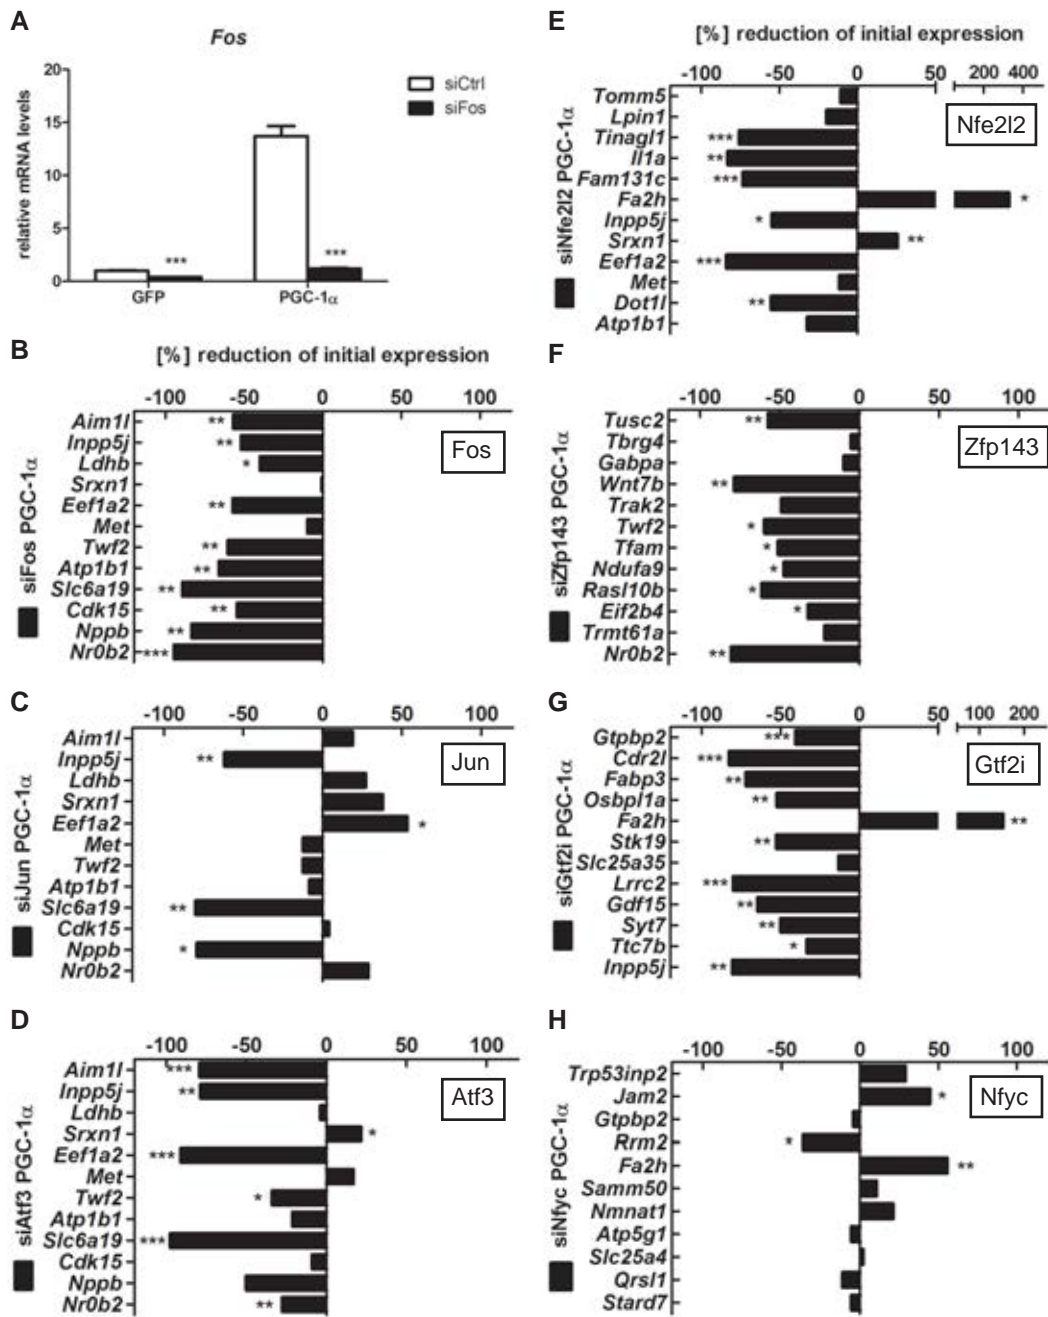 A
Fos
20
15
10
5
0
relative mRNA levels
siCtrl
siFos
***
***
GFP
PGC-1α
B
[%] reduction of initial expression
-100 -50 0 50 100
siFos PGC-1α
Fos
Aim1l **
Inpp5j **
Ldhb *
Srxn1
Eef1a2 **
Met
Twf2 **
Atp1b1 **
Slc6a19 **
Cdk15 **
Nppb **
Nr0b2 ***
C
-100 -50 0 50 100
siJun PGC-1α
Jun
Aim1l
Inpp5j **
Ldhb
Srxn1
Eef1a2 *
Met
Twf2
Atp1b1
Slc6a19 **
Cdk15
Nppb *
Nr0b2
D
-100 -50 0 50 100
siAtf3 PGC-1α
Atf3
Aim1l ***
Inpp5j **
Ldhb
Srxn1 *
Eef1a2 ***
Met
Twf2 *
Atp1b1
Slc6a19 ***
Cdk15
Nppb
Nr0b2 **
E
[%] reduction of initial expression
-100 -50 0 50 200 400
siNfe2l2 PGC-1α
Nfe2l2
Tomm5
Lpin1
Tinagl1 ***
Il1a **
Fam131c ***
Fa2h *
Inpp5j *
Srxn1 **
Eef1a2 ***
Met
Dot1l **
Atp1b1
F
-100 -50 0 50 100
siZfp143 PGC-1α
Zfp143
Tusc2 **
Tbrg4
Gabpa
Wnt7b **
Trak2
Twf2 *
Tfam *
Ndufa9 *
Rasl10b *
Eif2b4 *
Trmt61a
Nr0b2 **
G
-100 -50 0 50 100 200
siGtf2i PGC-1α
Gtf2i
Gtpbp2 ***
Cdr2l ***
Fabp3 **
Osbpl1a **
Fa2h **
Stk19 **
Slc25a35
Lrrc2 ***
Gdf15 **
Syt7 **
Ttc7b *
Inpp5j **
H
-100 -50 0 50 100
siNfyc PGC-1α
Nfyc
Trp53inp2
Jam2 *
Gtpbp2
Rrm2 *
Fa2h **
Samm50
Nmnat1
Atp5g1
Slc25a4
Qrsl1
Stard7